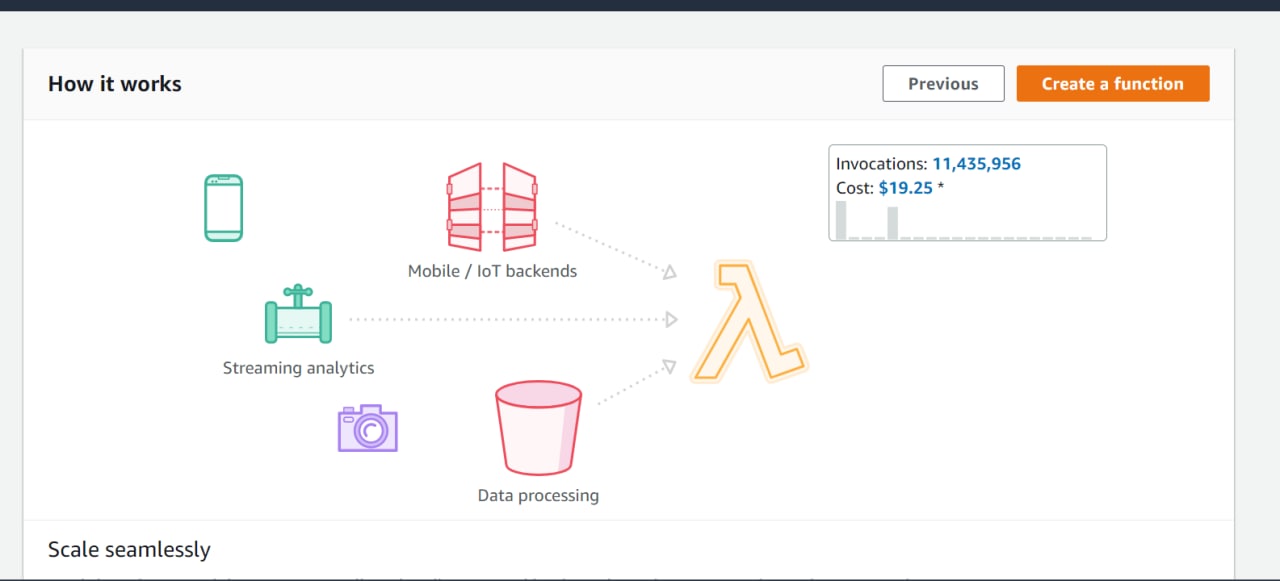 How it works
Previous
Create a function
Invocations: 11,435,956
Cost: $19.25 *
Mobile / IoT backends
Streaming analytics
Data processing
Scale seamlessly